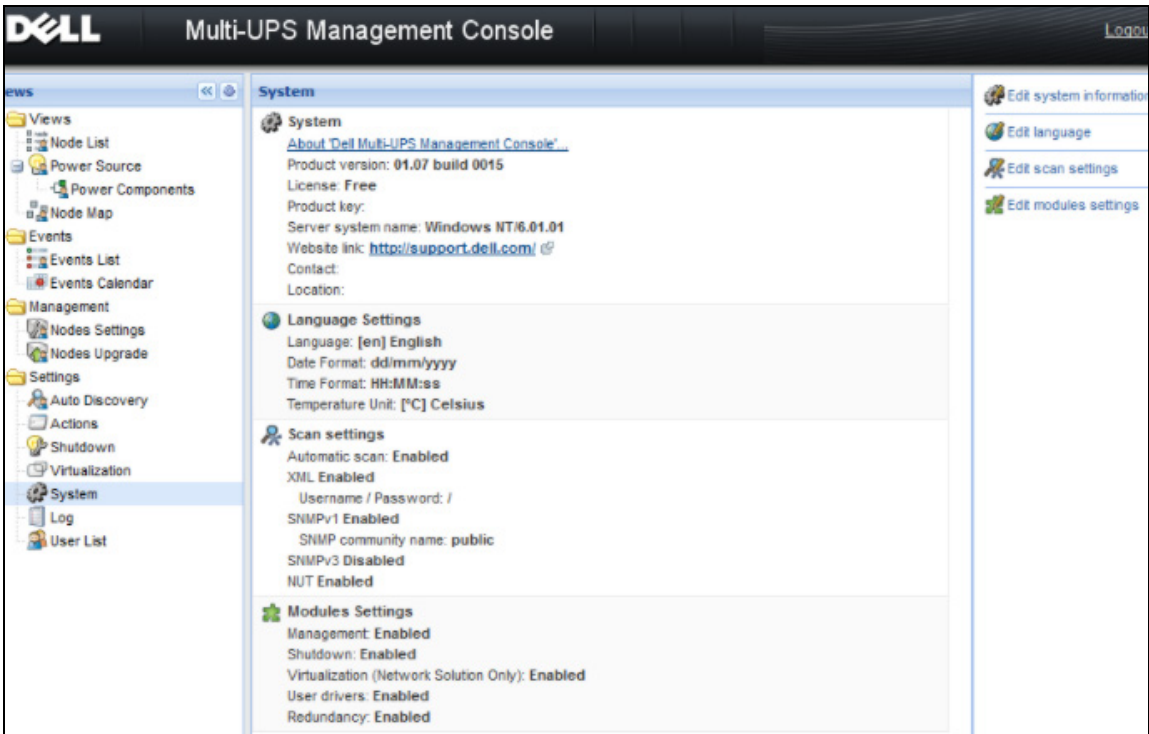 DELL
Multi-UPS Management Console
Logou
ews
Views
Node List
Power Source
Power Components
Node Map
Events
Events List
Events Calendar
Management
Nodes Settings
Nodes Upgrade
Settings
Auto Discovery
Actions
Shutdown
Virtualization
System
Log
User List
System
System
About 'Dell Multi-UPS Management Console'...
Product version: 01.07 build 0015
License: Free
Product key:
Server system name: Windows NT/6.01.01
Website link: http://support.dell.com/
Contact:
Location:
Language Settings
Language: [en] English
Date Format: dd/mm/yyyy
Time Format: HH:MM:ss
Temperature Unit: [°C] Celsius
Scan settings
Automatic scan: Enabled
XML Enabled
Username / Password: /
SNMPv1 Enabled
SNMP community name: public
SNMPv3 Disabled
NUT Enabled
Modules Settings
Management: Enabled
Shutdown: Enabled
Virtualization (Network Solution Only): Enabled
User drivers: Enabled
Redundancy: Enabled
Edit system information
Edit language
Edit scan settings
Edit modules settings